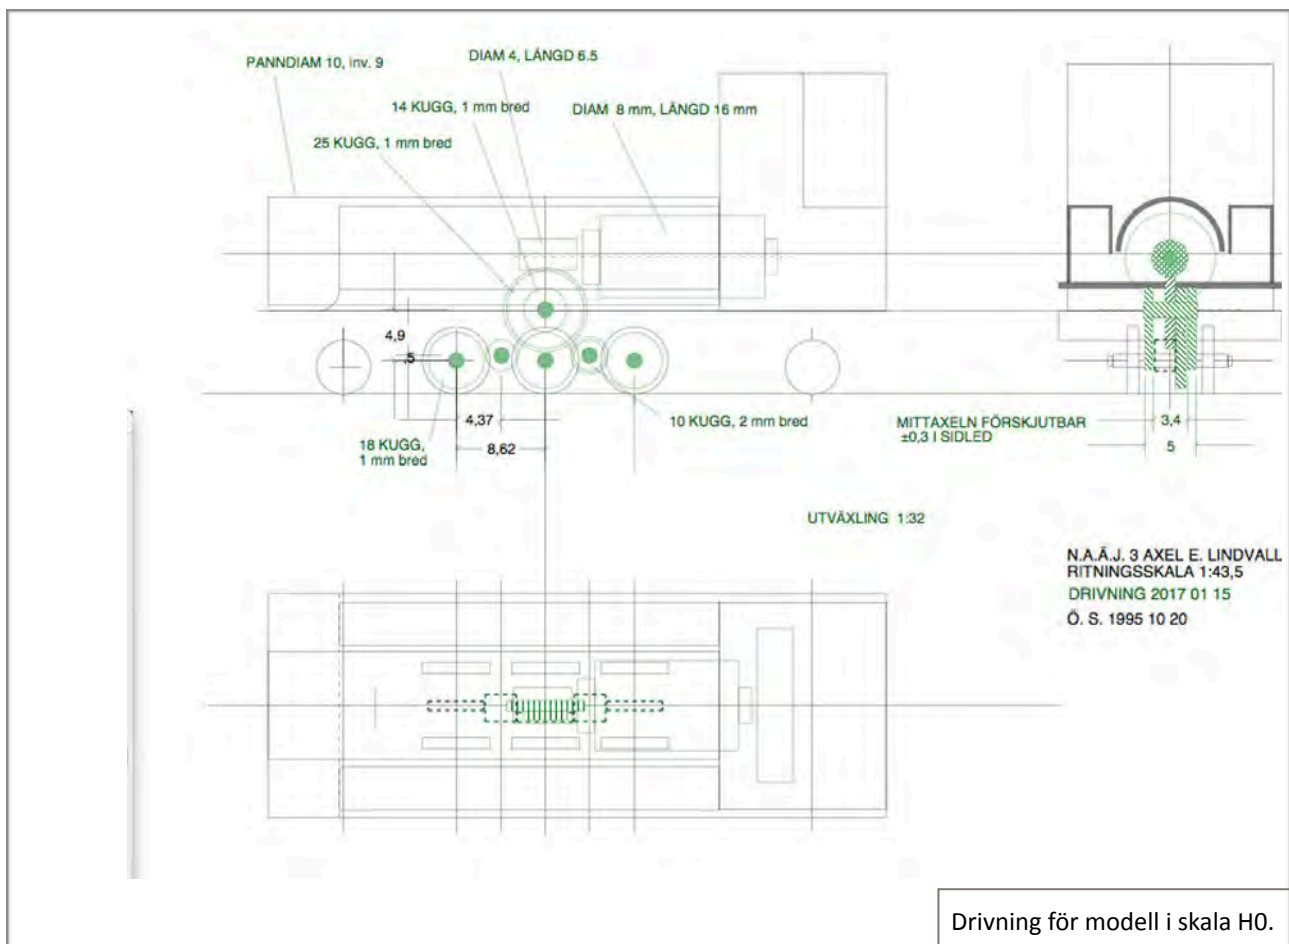 PANNDIAM 10, inv. 9
DIAM 4, LÄNGD 6.5
14 KUGG, 1 mm bred
DIAM 8 mm, LÄNGD 16 mm
25 KUGG, 1 mm bred
4,9
,5
4,37
10 KUGG, 2 mm bred
18 KUGG,
1 mm bred
8,62
MITTAXELN FÖRSKJUTBAR
±0,3 I SIDLED
3,4
5
UTVÄXLING 1:32
N.A.Ä.J. 3 AXEL E. LINDVALL
RITNINGSSKALA 1:43,5
DRIVNING 2017 01 15
Ö. S. 1995 10 20
Drivning för modell i skala H0.